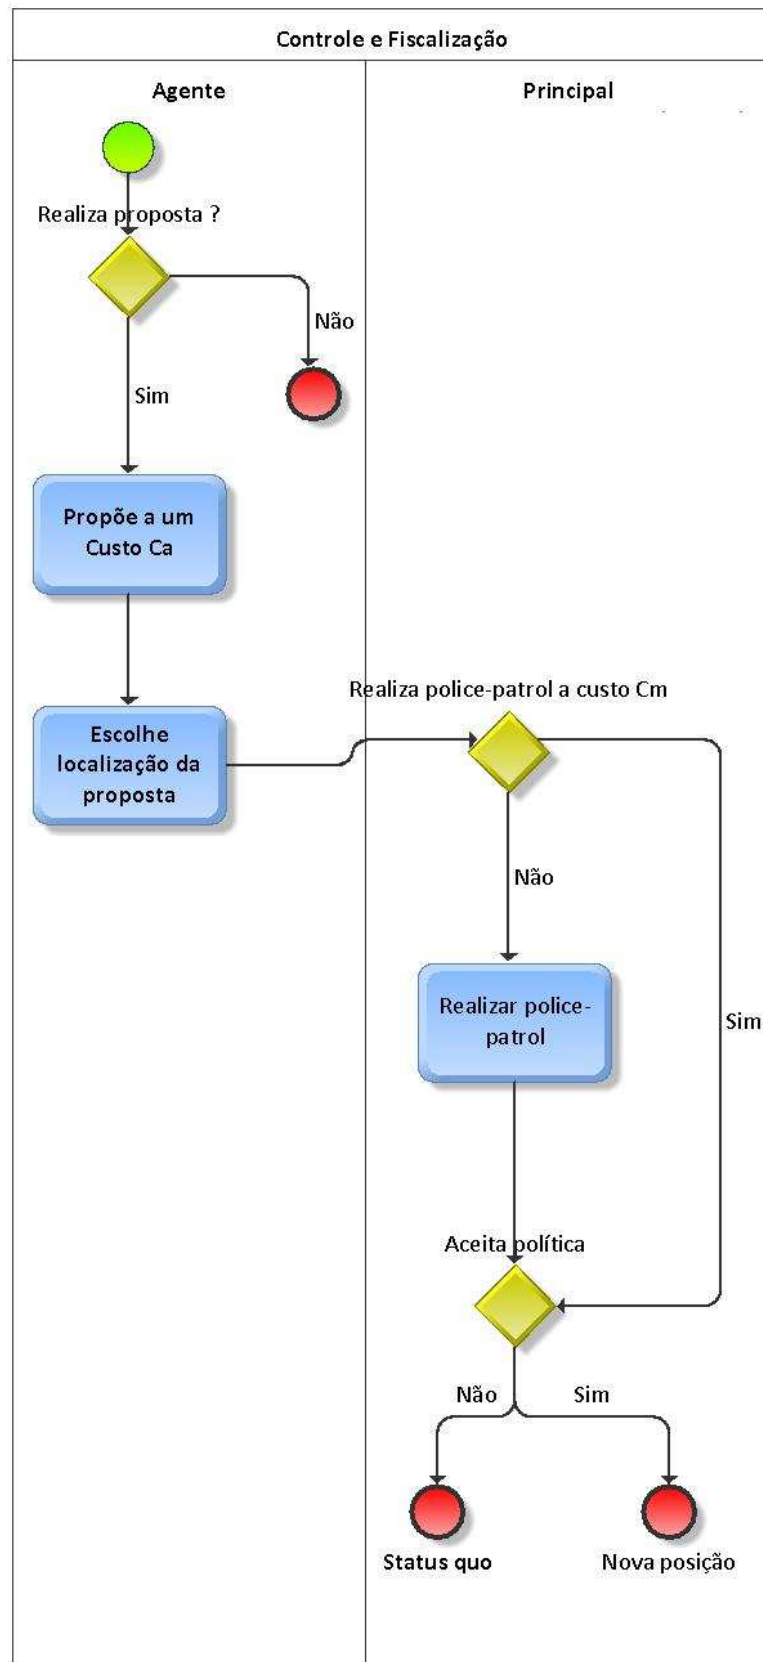 Controle e Fiscalização
Agente
Principal
Realiza proposta ?
Não
Sim
Propõe a um
Custo Ca
Realiza police-patrol a custo Cm
Escolhe
localização da
proposta
Não
Realizar police-
patrol
Sim
Aceita política
Não
Sim
Status quo
Nova posição